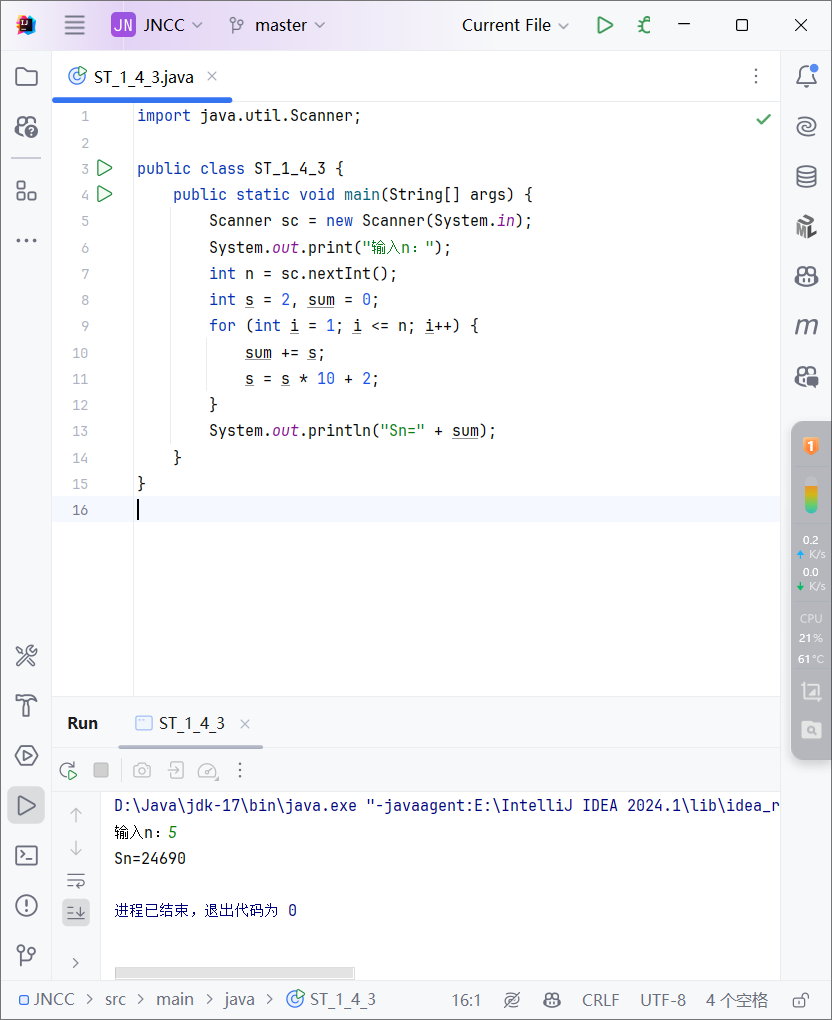 JN JNCC master Current File
ST_1_4_3.java
1 import java.util.Scanner;
2
3 public class ST_1_4_3 {
4 public static void main(String[] args) {
5 Scanner sc = new Scanner(System.in);
6 System.out.print("输入n：");
7 int n = sc.nextInt();
8 int s = 2, sum = 0;
9 for (int i = 1; i <= n; i++) {
10 sum += s;
11 s = s * 10 + 2;
12 }
13 System.out.println("Sn=" + sum);
14 }
15 }
16
UML
m
1
0.2
K/s
0.0
K/s
CPU
21%
61°C
Run ST_1_4_3
D:\Java\jdk-17\bin\java.exe "-javaagent:E:\IntelliJ IDEA 2024.1\lib\idea_r
输入n：5
Sn=24690
进程已结束，退出代码为 0
JNCC > src > main > java > ST_1_4_3 16:1 CRLF UTF-8 4 个空格